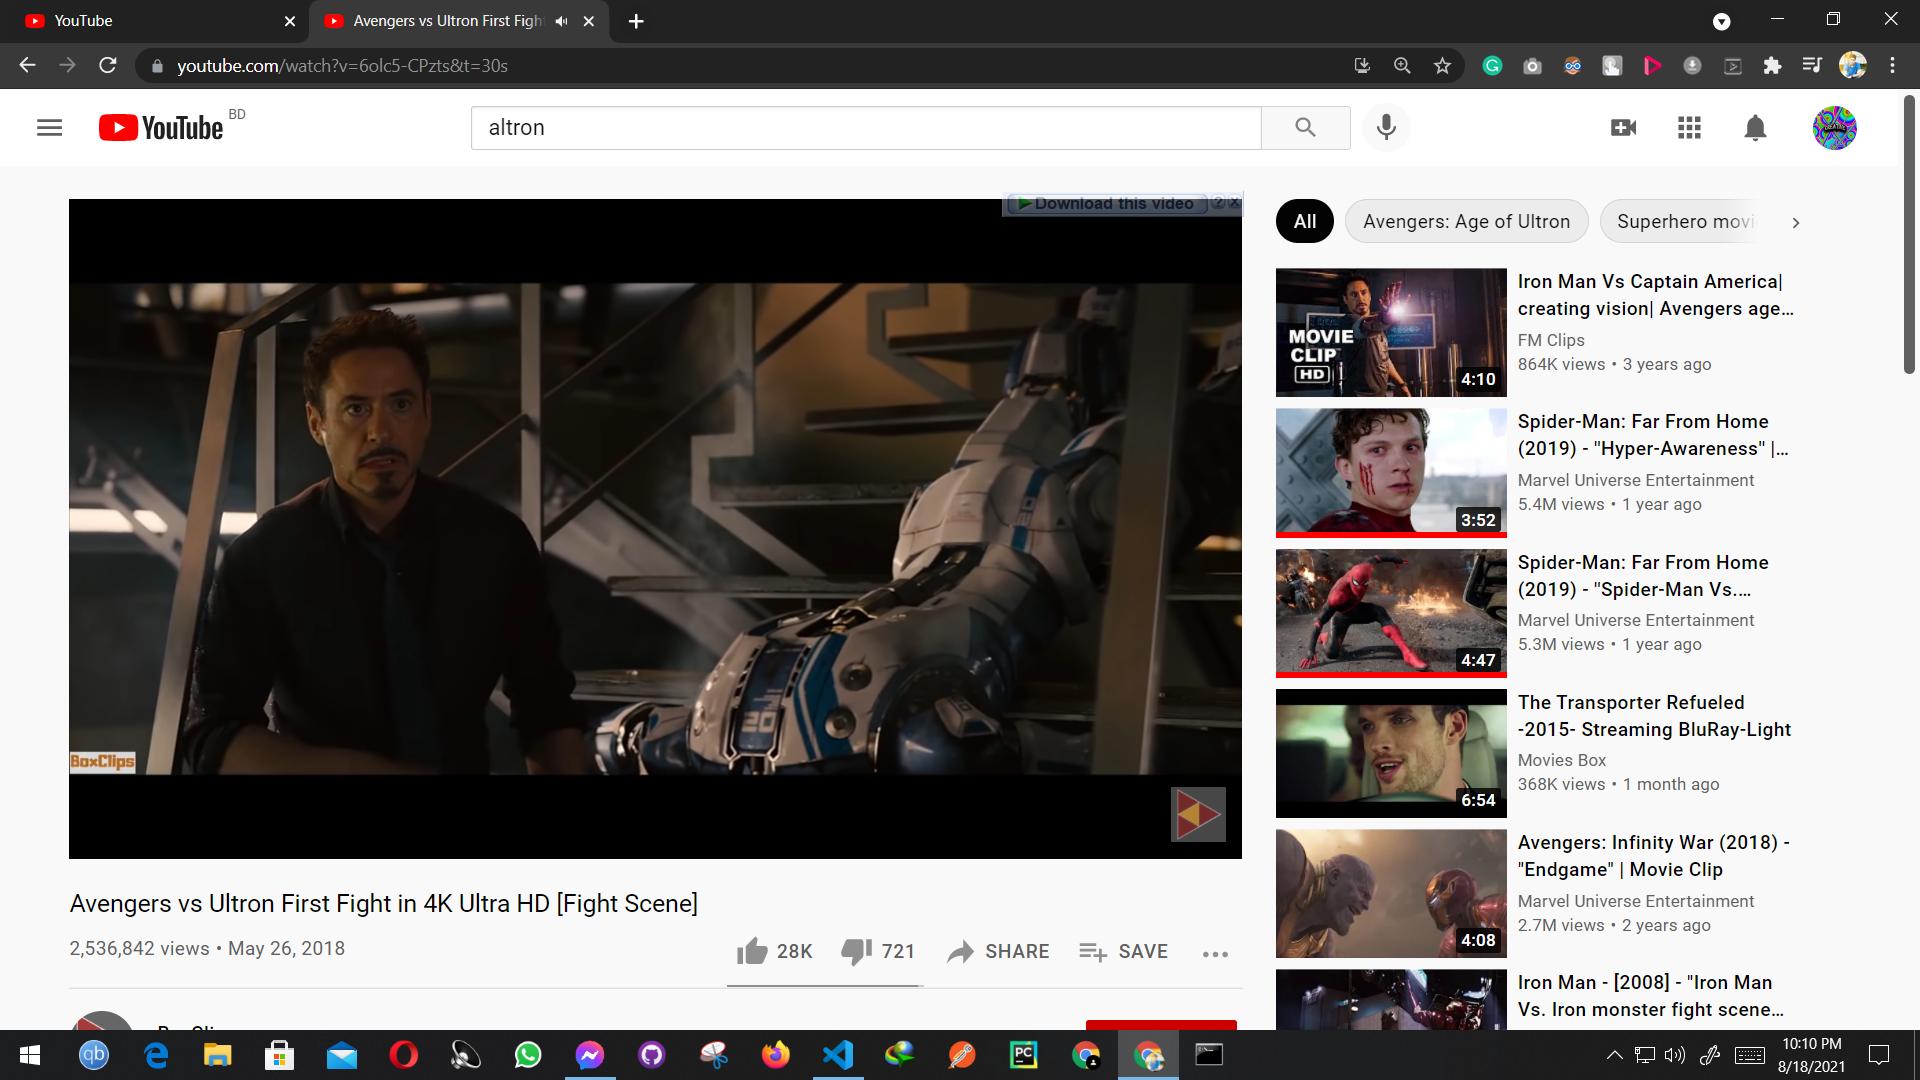 YouTube
Avengers vs Ultron First Fight
youtube.com/watch?v=6olc5-CPzts&t=30s
YouTube BD
altron
Download this video ? X
All
Avengers: Age of Ultron
Superhero movi
20
BoxClips
Avengers vs Ultron First Fight in 4K Ultra HD [Fight Scene]
2,536,842 views • May 26, 2018
28K
721
SHARE
SAVE
MOVIE
CLIP
HD
4:10
Iron Man Vs Captain America|
creating vision| Avengers age...
FM Clips
864K views • 3 years ago
3:52
Spider-Man: Far From Home
(2019) - "Hyper-Awareness" |...
Marvel Universe Entertainment
5.4M views • 1 year ago
4:47
Spider-Man: Far From Home
(2019) - "Spider-Man Vs....
Marvel Universe Entertainment
5.3M views • 1 year ago
6:54
The Transporter Refueled
-2015- Streaming BluRay-Light
Movies Box
368K views • 1 month ago
4:08
Avengers: Infinity War (2018) -
"Endgame" | Movie Clip
Marvel Universe Entertainment
2.7M views • 2 years ago
Iron Man - [2008] - "Iron Man
Vs. Iron monster fight scene...
qb
PC
10:10 PM
8/18/2021